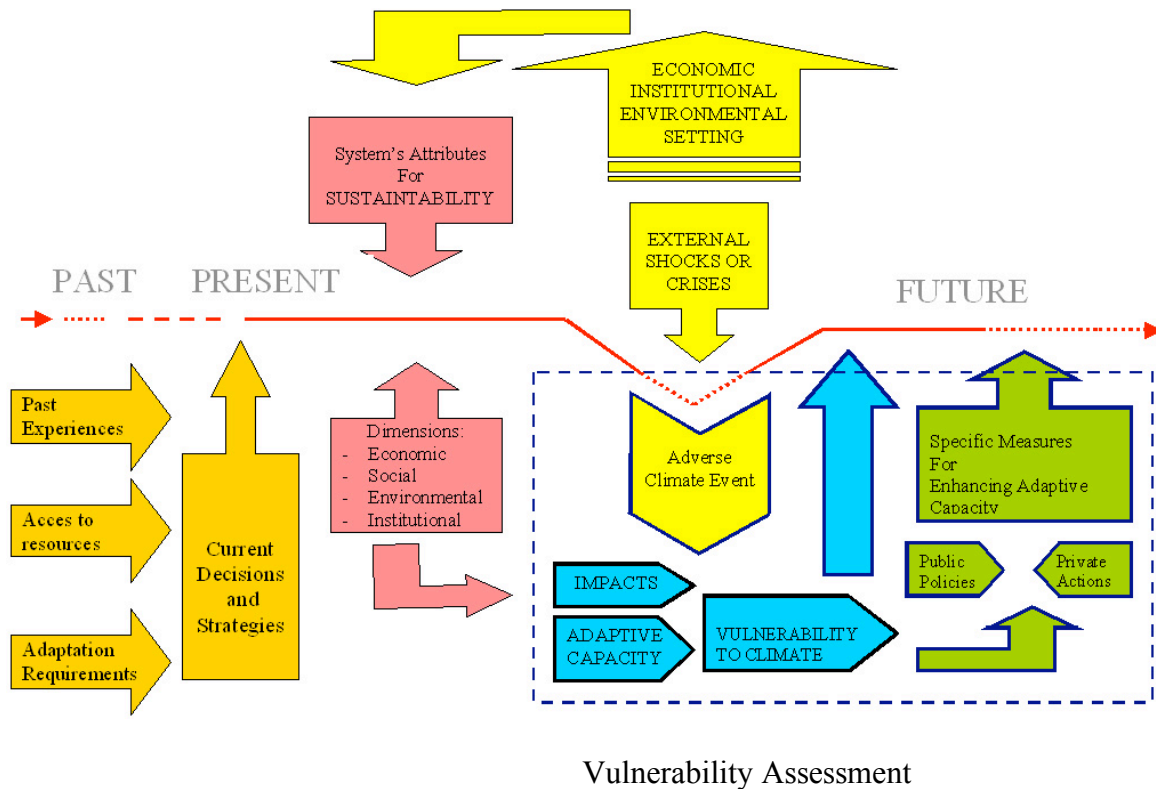 ECONOMIC
INSTITUTIONAL
ENVIRONMENTAL
SETTING
System's Attributes
For
SUSTAINTABILITY
EXTERNAL
SHOCKS OR
CRISES
PAST
PRESENT
FUTURE
Past
Experiences
Acces to
resources
Adaptation
Requirements
Current
Decisions
and
Strategies
Dimensions:
- Economic
- Social
- Environmental
- Institutional
Adverse
Climate Event
IMPACTS
ADAPTIVE
CAPACITY
VULNERABILITY
TO CLIMATE
Specific Measures
For
Enhancing Adaptive
Capacity
Public
Policies
Private
Actions
Vulnerability Assessment